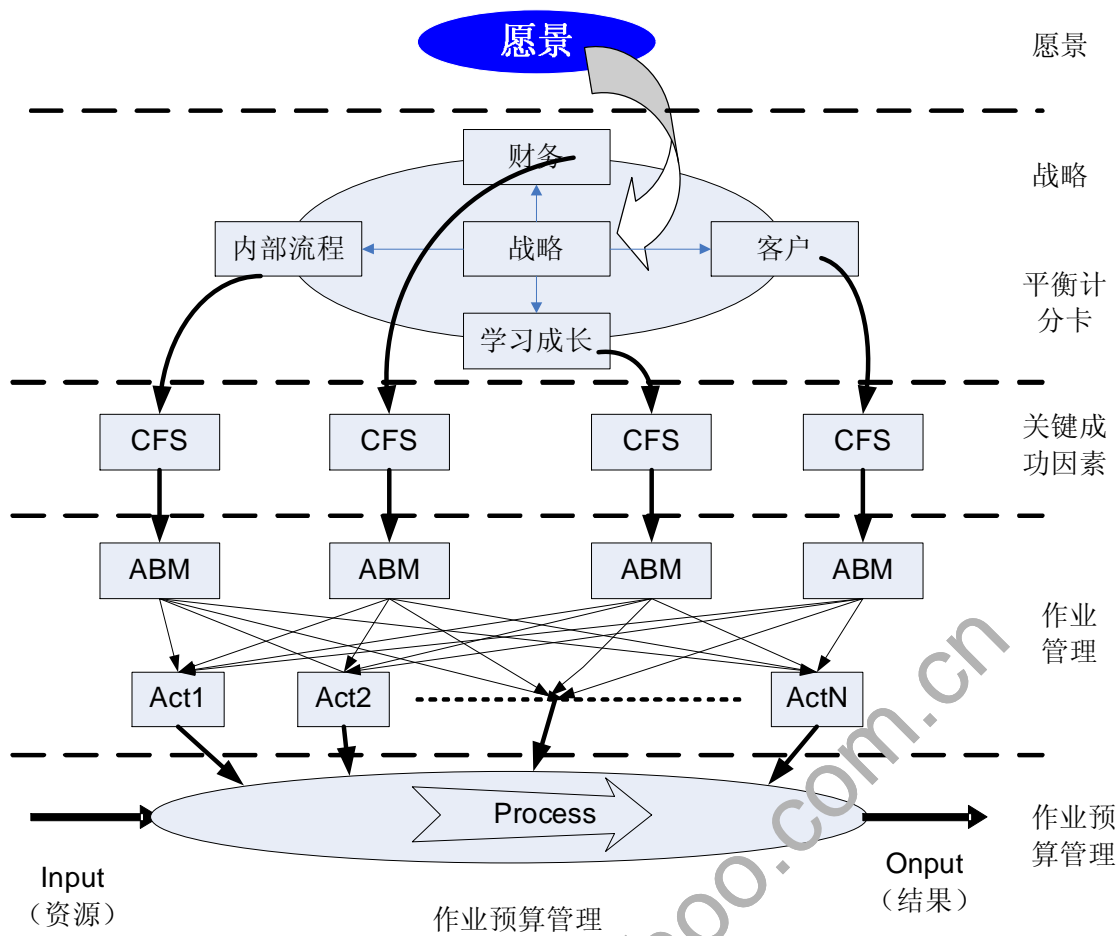 愿景
愿景
财务
战略
内部流程
战略
客户
平衡计
分卡
学习成长
CFS
CFS
CFS
CFS
关键成
功因素
ABM
ABM
ABM
ABM
作业
管理
Act1
Act2
ActN
Process
作业预
算管理
Input
（资源）
Onput
（结果）
作业预算管理
oo.com.cn